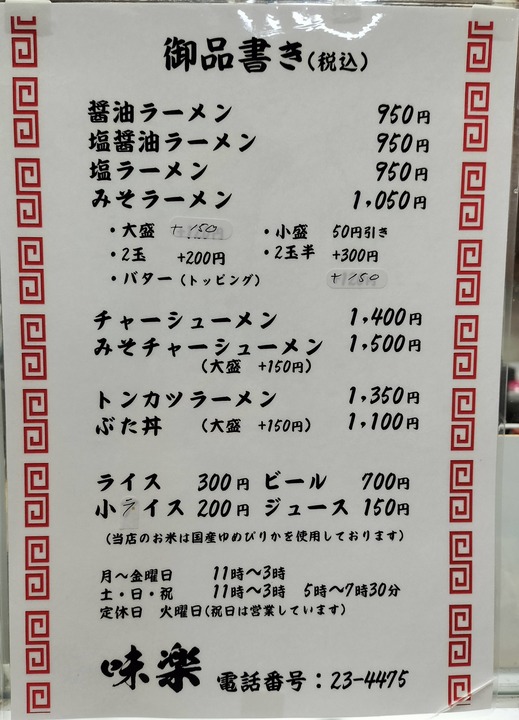 御品書き(税込)
醤油ラーメン 950円
塩醤油ラーメン 950円
塩ラーメン 950円
みそラーメン 1,050円
・大盛 +150 ・小盛 50円引き
・2玉 +200円 ・2玉半 +300円
・バター(トッピング) +150
チャーシューメン 1,400円
みそチャーシューメン 1,500円
(大盛 +150円)
トンカツラーメン 1,350円
ぶた丼 (大盛 +150円) 1,100円
ライス 300円 ビール 700円
小ライス 200円 ジュース 150円
(当店のお米は国産ゆめぴりかを使用しております)
月～金曜日 11時～3時
土・日・祝 11時～3時 5時～7時30分
定休日 火曜日(祝日は営業しています)
味楽 電話番号：23-4475